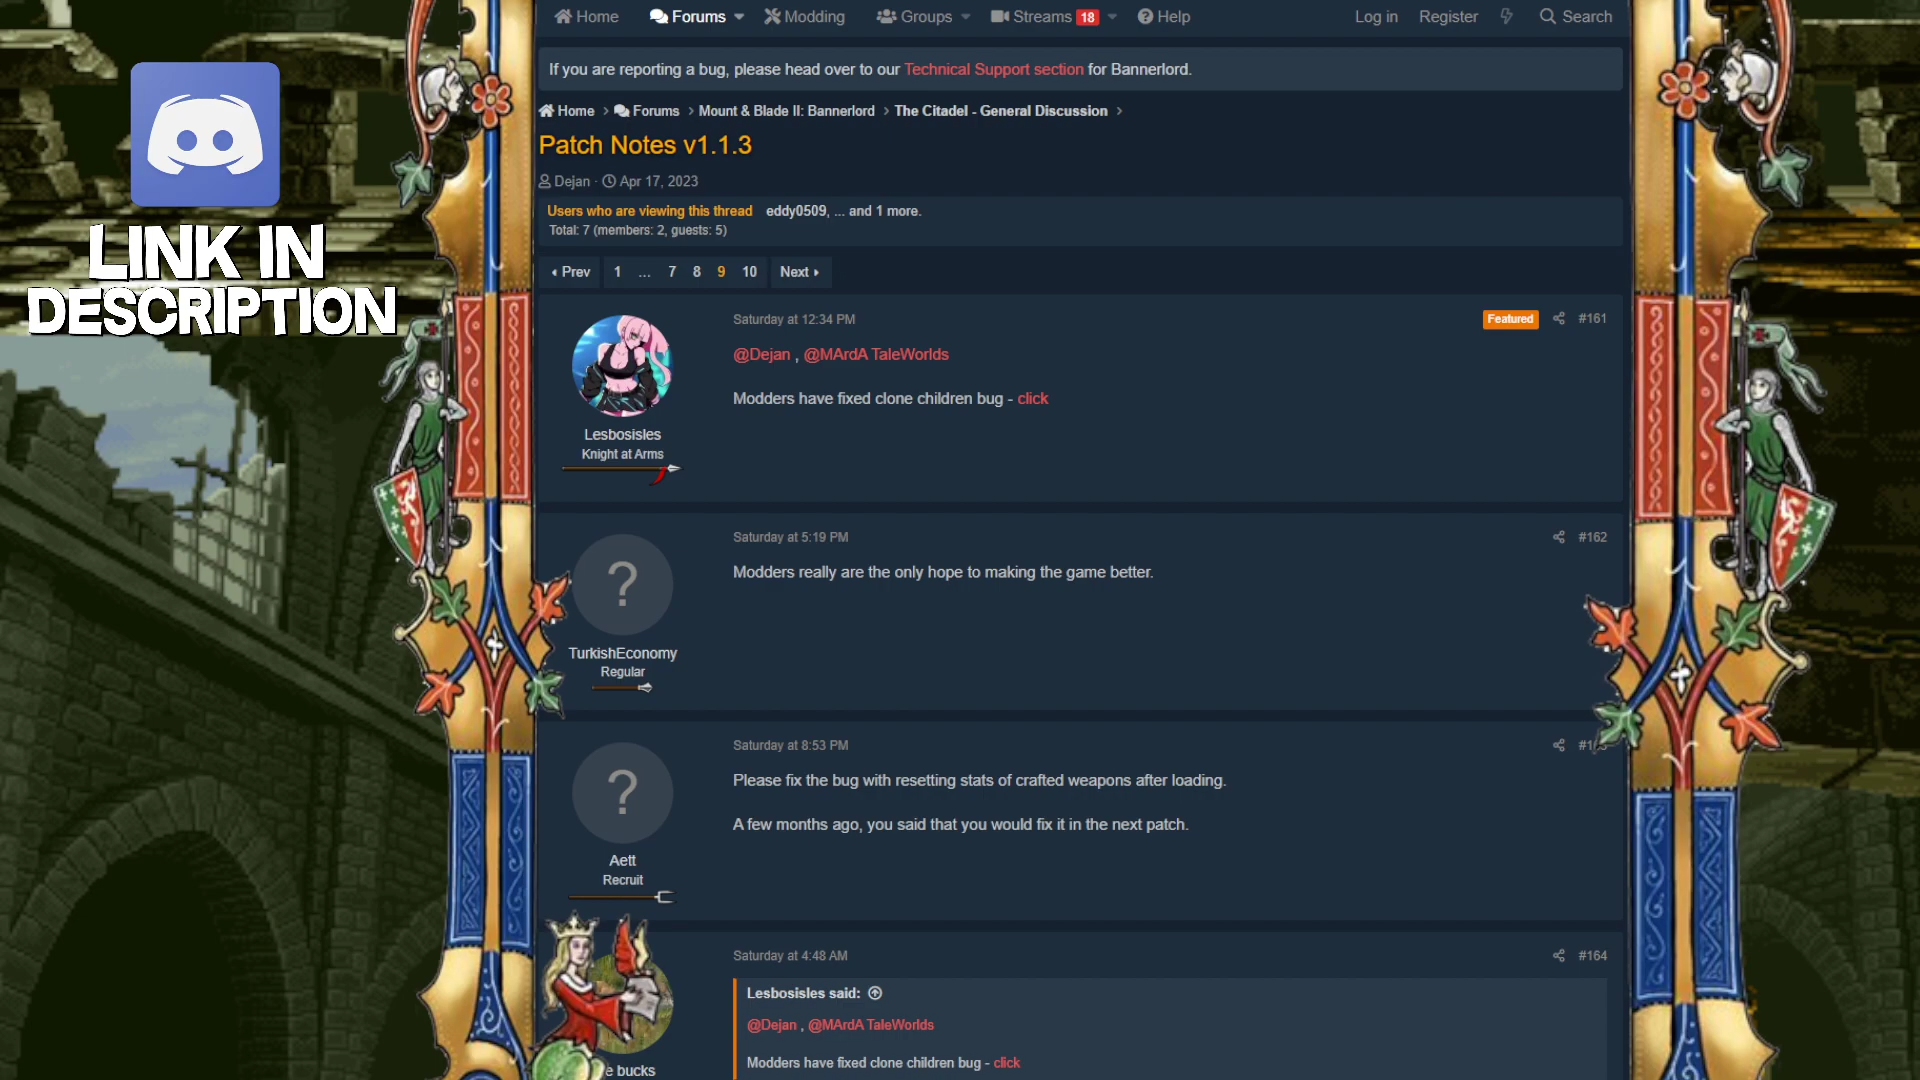 Home Forums Modding Groups Streams 18 Help Log in Register Search
If you are reporting a bug, please head over to our Technical Support section for Bannerlord.
Home Forums Mount & Blade II: Bannerlord The Citadel - General Discussion
Patch Notes v1.1.3
Dejan · Apr 17, 2023
Users who are viewing this thread eddy0509, ... and 1 more.
Total: 7 (members: 2, guests: 5)
LINK IN
DESCRIPTION
Prev 1 ... 7 8 9 10 Next
Saturday at 12:34 PM Featured #161
@Dejan , @MArdA TaleWorlds
Modders have fixed clone children bug - click
Lesbosisles
Knight at Arms
Saturday at 5:19 PM #162
Modders really are the only hope to making the game better.
?
TurkishEconomy
Regular
Saturday at 8:53 PM
Please fix the bug with resetting stats of crafted weapons after loading.
?
A few months ago, you said that you would fix it in the next patch.
Aett
Recruit
Saturday at 4:48 AM #164
Lesbosisles said:
@Dejan , @MArdA TaleWorlds
Modders have fixed clone children bug - click
bucks